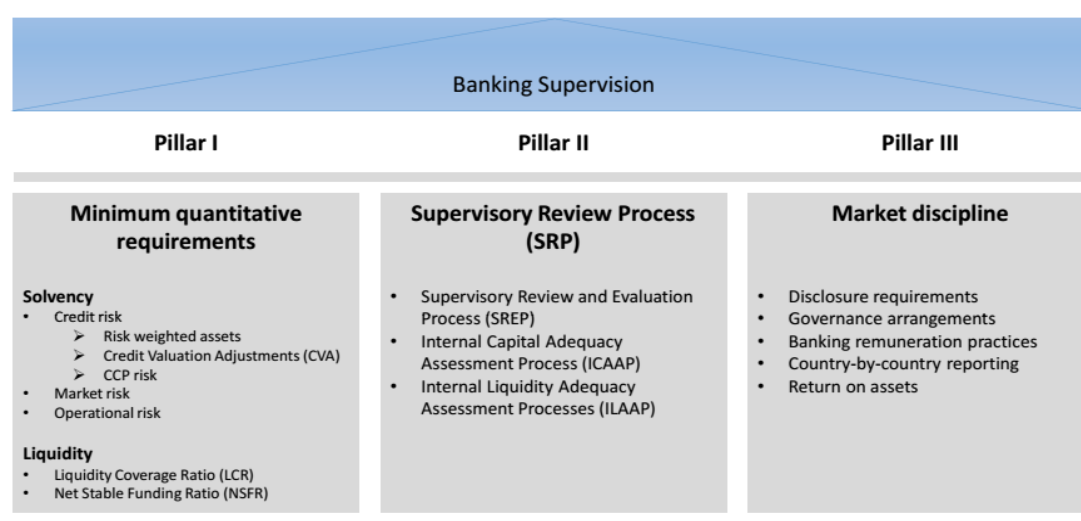 Banking Supervision
Pillar I
Pillar II
Pillar III
Minimum quantitative
requirements
Solvency
• Credit risk
➢ Risk weighted assets
➢ Credit Valuation Adjustments (CVA)
➢ CCP risk
• Market risk
• Operational risk
Liquidity
• Liquidity Coverage Ratio (LCR)
• Net Stable Funding Ratio (NSFR)
Supervisory Review Process
(SRP)
• Supervisory Review and Evaluation
Process (SREP)
• Internal Capital Adequacy
Assessment Process (ICAAP)
• Internal Liquidity Adequacy
Assessment Processes (ILAAP)
Market discipline
• Disclosure requirements
• Governance arrangements
• Banking remuneration practices
• Country-by-country reporting
• Return on assets